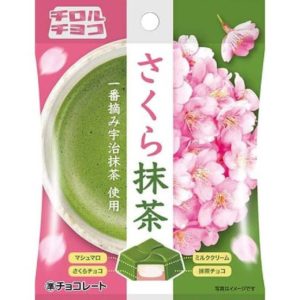 チロル
チョコ
さくら抹茶
一番摘み宇治抹茶 使用
マシュマロ
さくらチョコ
ミルククリーム
抹茶チョコ
準チョコレート
写真はイメージです